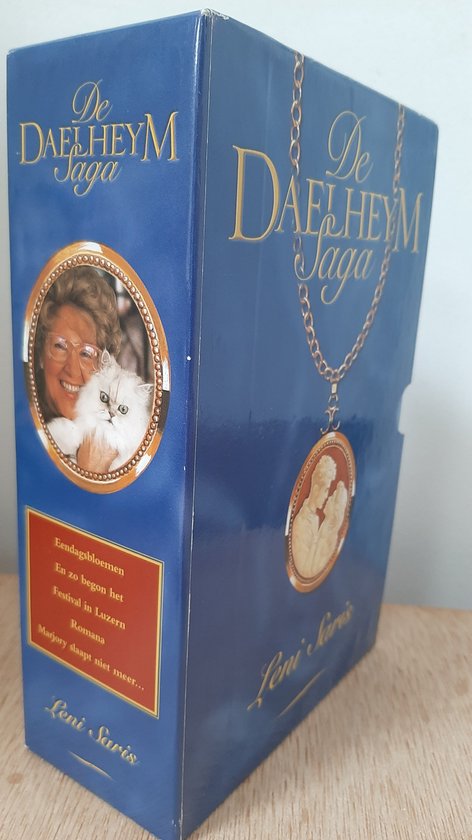 De
DAELHEYM
Saga
Eendagsbloemen
En zo begon het
Festival in Luzern
Romana
Marjory slaapt niet meer...
Leni Saris
De
DAELHEYM
Saga
Leni Saris